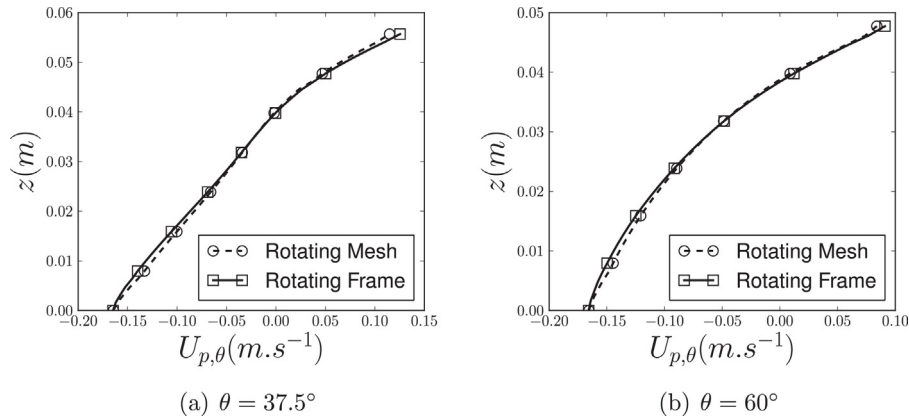 0.06
0.05
0.04
0.03
0.02
0.01
0.00
z(m)
−0.20 −0.15 −0.10 −0.05 0.00 0.05 0.10 0.15
U_{p,θ}(m.s^{−1})
Rotating Mesh
Rotating Frame
(a) θ = 37.5°
0.05
0.04
0.03
0.02
0.01
0.00
z(m)
−0.20 −0.15 −0.10 −0.05 0.00 0.05 0.10
U_{p,θ}(m.s^{−1})
Rotating Mesh
Rotating Frame
(b) θ = 60°